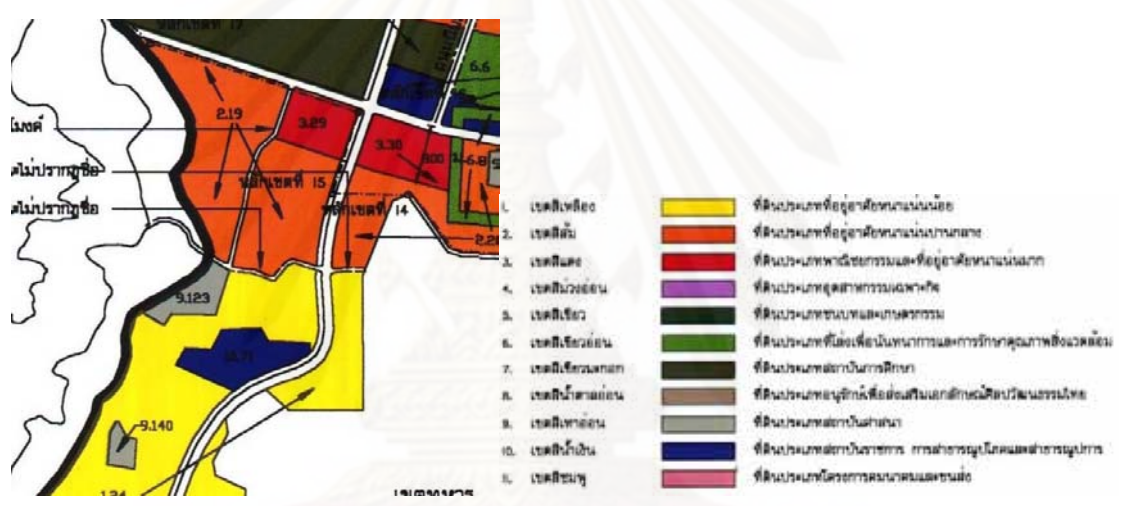 หลักเขตที่ 17
6.6
2.19
3.29
โมงค์
3.30
6.8
ตไม่ปรากฏชื่อ
หลักเขตที่ 15
หลักเขตที่ 14
ตไม่ปรากฏชื่อ
9.123
9.140
1. เขตสีเหลือง ที่ดินประเภทที่อยู่อาศัยหนาแน่นน้อย
2. เขตสีส้ม ที่ดินประเภทที่อยู่อาศัยหนาแน่นปานกลาง
3. เขตสีแดง ที่ดินประเภทพาณิชยกรรมและที่อยู่อาศัยหนาแน่นมาก
4. เขตสีม่วงอ่อน ที่ดินประเภทอุตสาหกรรมเฉพาะกิจ
5. เขตสีเขียว ที่ดินประเภทชนบทและเกษตรกรรม
6. เขตสีเขียวอ่อน ที่ดินประเภทที่โล่งเพื่อนันทนาการและการรักษาคุณภาพสิ่งแวดล้อม
7. เขตสีเขียวมะกอก ที่ดินประเภทสถาบันการศึกษา
8. เขตสีน้ำตาลอ่อน ที่ดินประเภทอนุรักษ์เพื่อส่งเสริมเอกลักษณ์ศิลปวัฒนธรรมไทย
9. เขตสีเทาอ่อน ที่ดินประเภทสถาบันศาสนา
10. เขตสีน้ำเงิน ที่ดินประเภทสถาบันราชการ การสาธารณูปโภคและสาธารณูปการ
เขตสีชมพู ที่ดินประเภทโครงการคมนาคมและขนส่ง